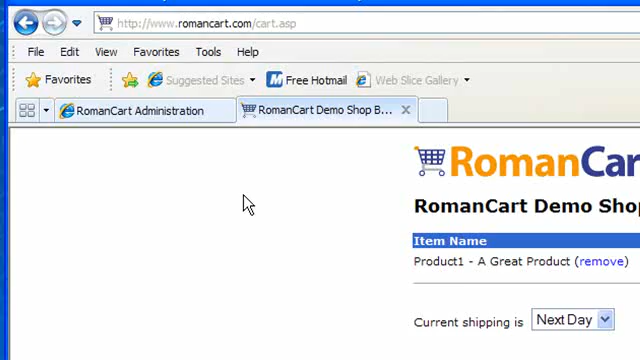 http://www.romancart.com/cart.asp
File Edit View Favorites Tools Help
Favorites Suggested Sites Free Hotmail Web Slice Gallery
RomanCart Administration RomanCart Demo Shop B...
RomanCar
RomanCart Demo Shop
Item Name
Product1 - A Great Product (remove)
Current shipping is Next Day